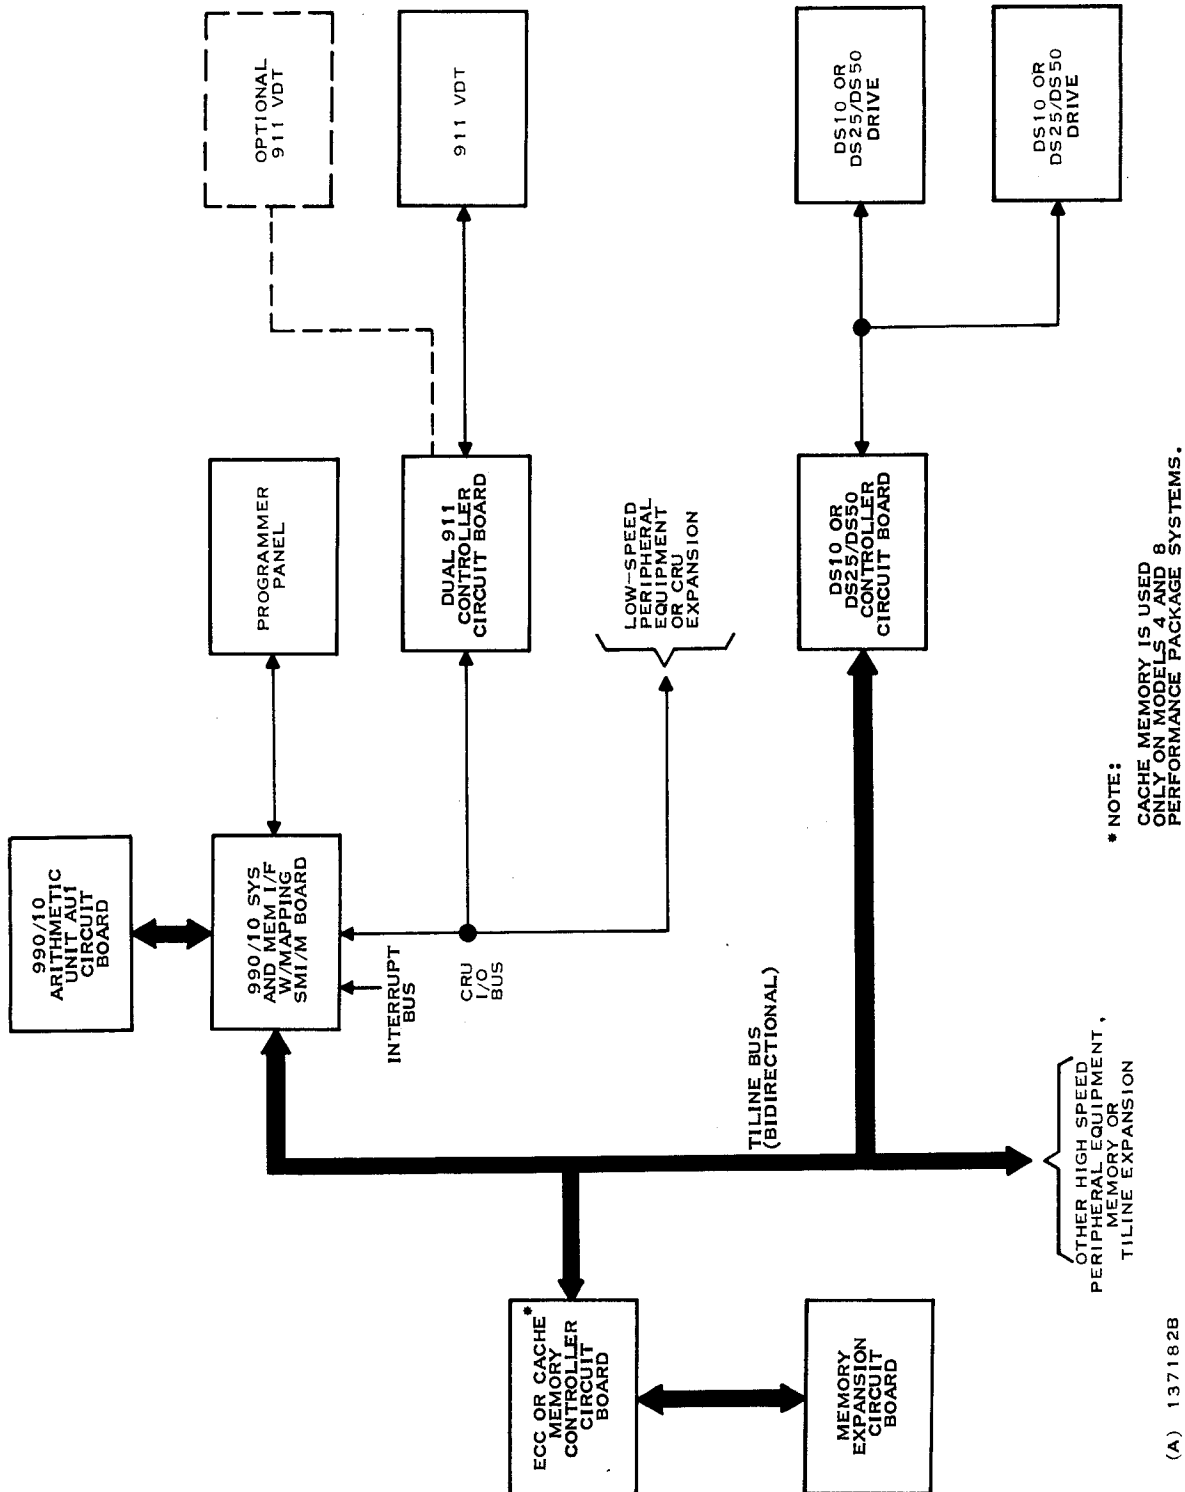 990/10
ARITHMETIC
UNIT AU1
CIRCUIT
BOARD
990/10 SYS
AND MEM I/F
W/MAPPING
SMI/M BOARD
PROGRAMMER
PANEL
OPTIONAL
911 VDT
911 VDT
DUAL 911
CONTROLLER
CIRCUIT BOARD
INTERRUPT
BUS
CRU
I/O
BUS
LOW-SPEED
PERIPHERAL
EQUIPMENT
OR CRU
EXPANSION
ECC OR CACHE*
MEMORY
CONTROLLER
CIRCUIT
BOARD
MEMORY
EXPANSION
CIRCUIT
BOARD
TILINE BUS
(BIDIRECTIONAL)
DS10 OR
DS25/DS50
CONTROLLER
CIRCUIT BOARD
DS10 OR
DS25/DS50
DRIVE
DS10 OR
DS25/DS50
DRIVE
OTHER HIGH SPEED
PERIPHERAL EQUIPMENT,
MEMORY OR
TILINE EXPANSION
*NOTE:
CACHE MEMORY IS USED
ONLY ON MODELS 4 AND 8
PERFORMANCE PACKAGE SYSTEMS.
(A) 137182B